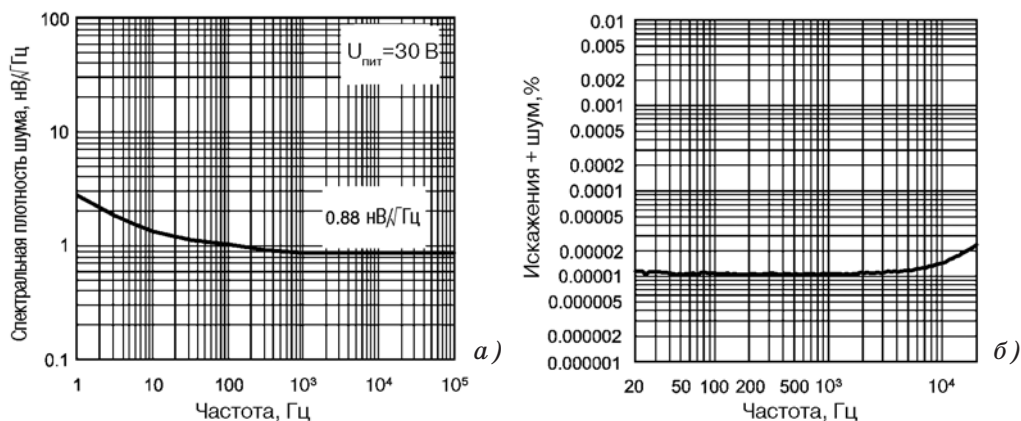 Спектральная плотность шума, нВ/√Гц
100
10
1
0.1
Uпит=30 В
0.88 нВ/√Гц
1 10 100 10³ 10⁴ 10⁵
Частота, Гц
а)
Искажения + шум, %
0.01
0.005
0.002
0.001
0.0005
0.0002
0.0001
0.00005
0.00002
0.00001
0.000005
0.000002
0.000001
20 50 100 200 500 10³ 10⁴
Частота, Гц
б)